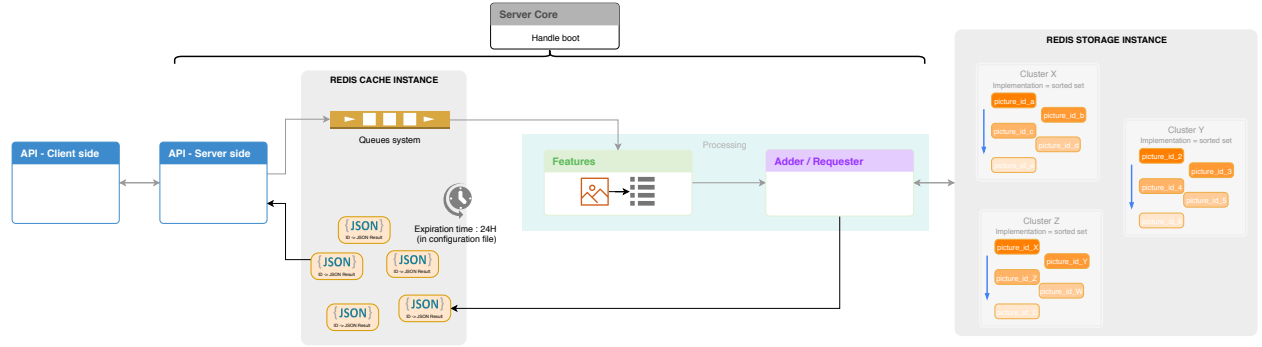 Server Core
Handle boot
REDIS STORAGE INSTANCE
REDIS CACHE INSTANCE
Queues system
API - Client side
API - Server side
Processing
Features
Adder / Requester
Expiration time : 24H
(in configuration file)
{JSON}
ID -> JSON Result
{JSON}
ID -> JSON Result
{JSON}
ID -> JSON Result
{JSON}
ID -> JSON Result
{JSON}
ID -> JSON Result
Cluster X
Implementation = sorted set
picture_id_a
picture_id_b
picture_id_c
picture_id_d
Cluster Y
Implementation = sorted set
picture_id_2
picture_id_3
picture_id_4
picture_id_5
Cluster Z
Implementation = sorted set
picture_id_X
picture_id_Y
picture_id_Z
picture_id_W